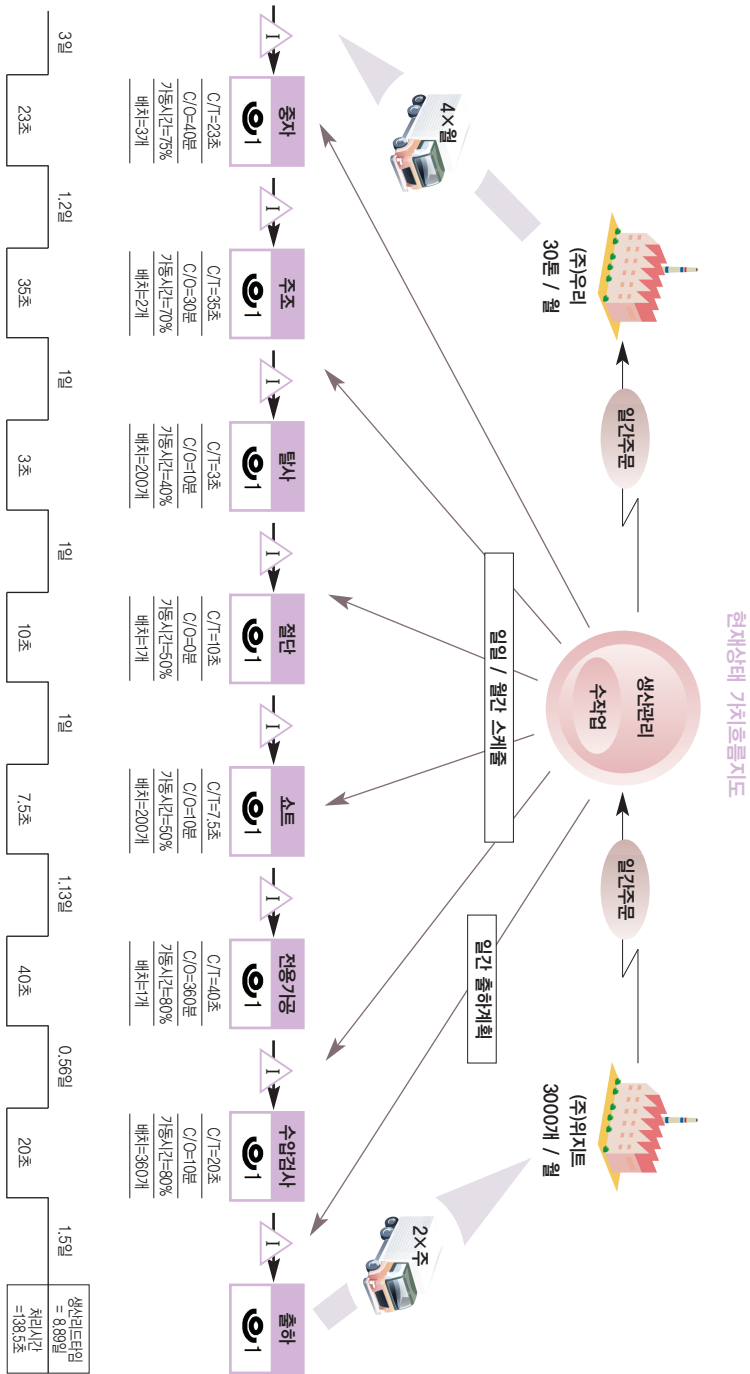 현재상태 가치흐름지도
(주)우리
30톤 / 월
일간주문
생산관리
수작업
일간주문
(주)위지트
3000개 / 월
4×월
일일 / 월간 스케줄
일간 출하계획
2×주
I
중자
1
C/T=23초
C/O=40분
가동시간=75%
배치=3개
I
주조
1
C/T=35초
C/O=30분
가동시간=70%
배치=2개
I
탈사
1
C/T=3초
C/O=10분
가동시간=40%
배치=200개
I
절단
1
C/T=10초
C/O=0분
가동시간=50%
배치=1개
I
쇼트
1
C/T=7.5초
C/O=10분
가동시간=50%
배치=200개
I
전용가공
1
C/T=40초
C/O=360분
가동시간=80%
배치=1개
I
수압검사
1
C/T=20초
C/O=10분
가동시간=80%
배치=360개
I
출하
1
3일
23초
1.2일
35초
1일
3초
1일
10초
1일
7.5초
1.13일
40초
0.56일
20초
1.5일
생산리드타임
= 8.89일
처리시간
=138.5초